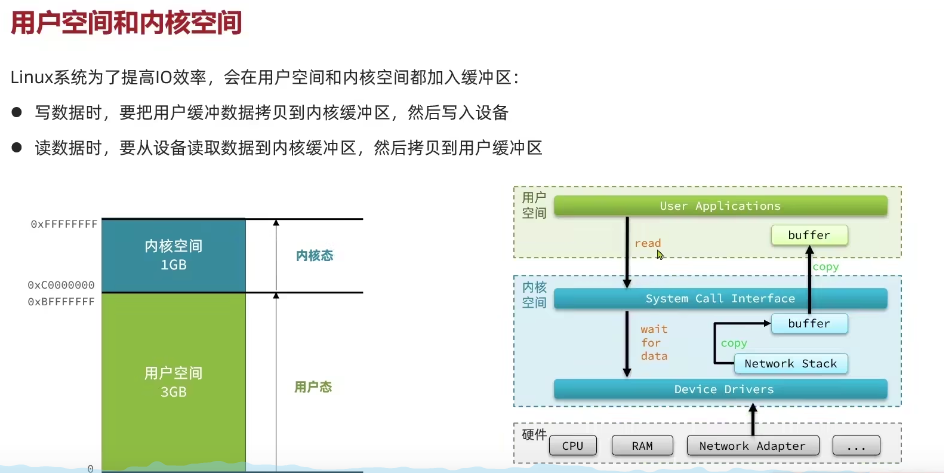 用户空间和内核空间
Linux系统为了提高IO效率，会在用户空间和内核空间都加入缓冲区：
● 写数据时，要把用户缓冲数据拷贝到内核缓冲区，然后写入设备
● 读数据时，要从设备读取数据到内核缓冲区，然后拷贝到用户缓冲区
0xFFFFFFFF
内核空间
1GB
内核态
0xC0000000
0xBFFFFFFF
用户空间
3GB
用户态
0
用户
空间
User Applications
buffer
read
copy
内核
空间
System Call Interface
buffer
wait
for
data
copy
Network Stack
Device Drivers
硬件
CPU
RAM
Network Adapter
...